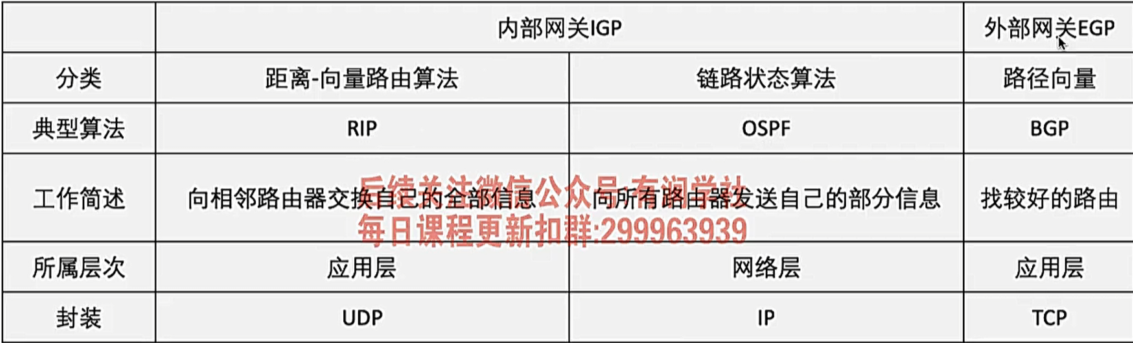 内部网关IGP 外部网关EGP
分类 距离-向量路由算法 链路状态算法 路径向量
典型算法 RIP OSPF BGP
工作简述 向相邻路由器交换自己的全部信息 向所有路由器发送自己的部分信息 找较好的路由
后续关注微信公众号:有润学社
每日课程更新扣群:299963939
所属层次 应用层 网络层 应用层
封装 UDP IP TCP